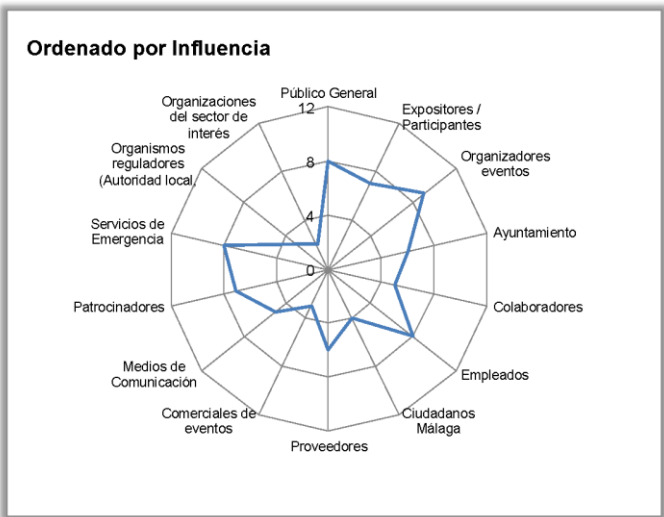 Ordenado por Influencia
Público General
12
8
4
0
Expositores /
Participantes
Organizadores
eventos
Ayuntamiento
Colaboradores
Empleados
Ciudadanos
Málaga
Proveedores
Comerciales de
eventos
Medios de
Comunicación
Patrocinadores
Servicios de
Emergencia
Organismos
reguladores
(Autoridad local,
Organizaciones
del sector de
interés